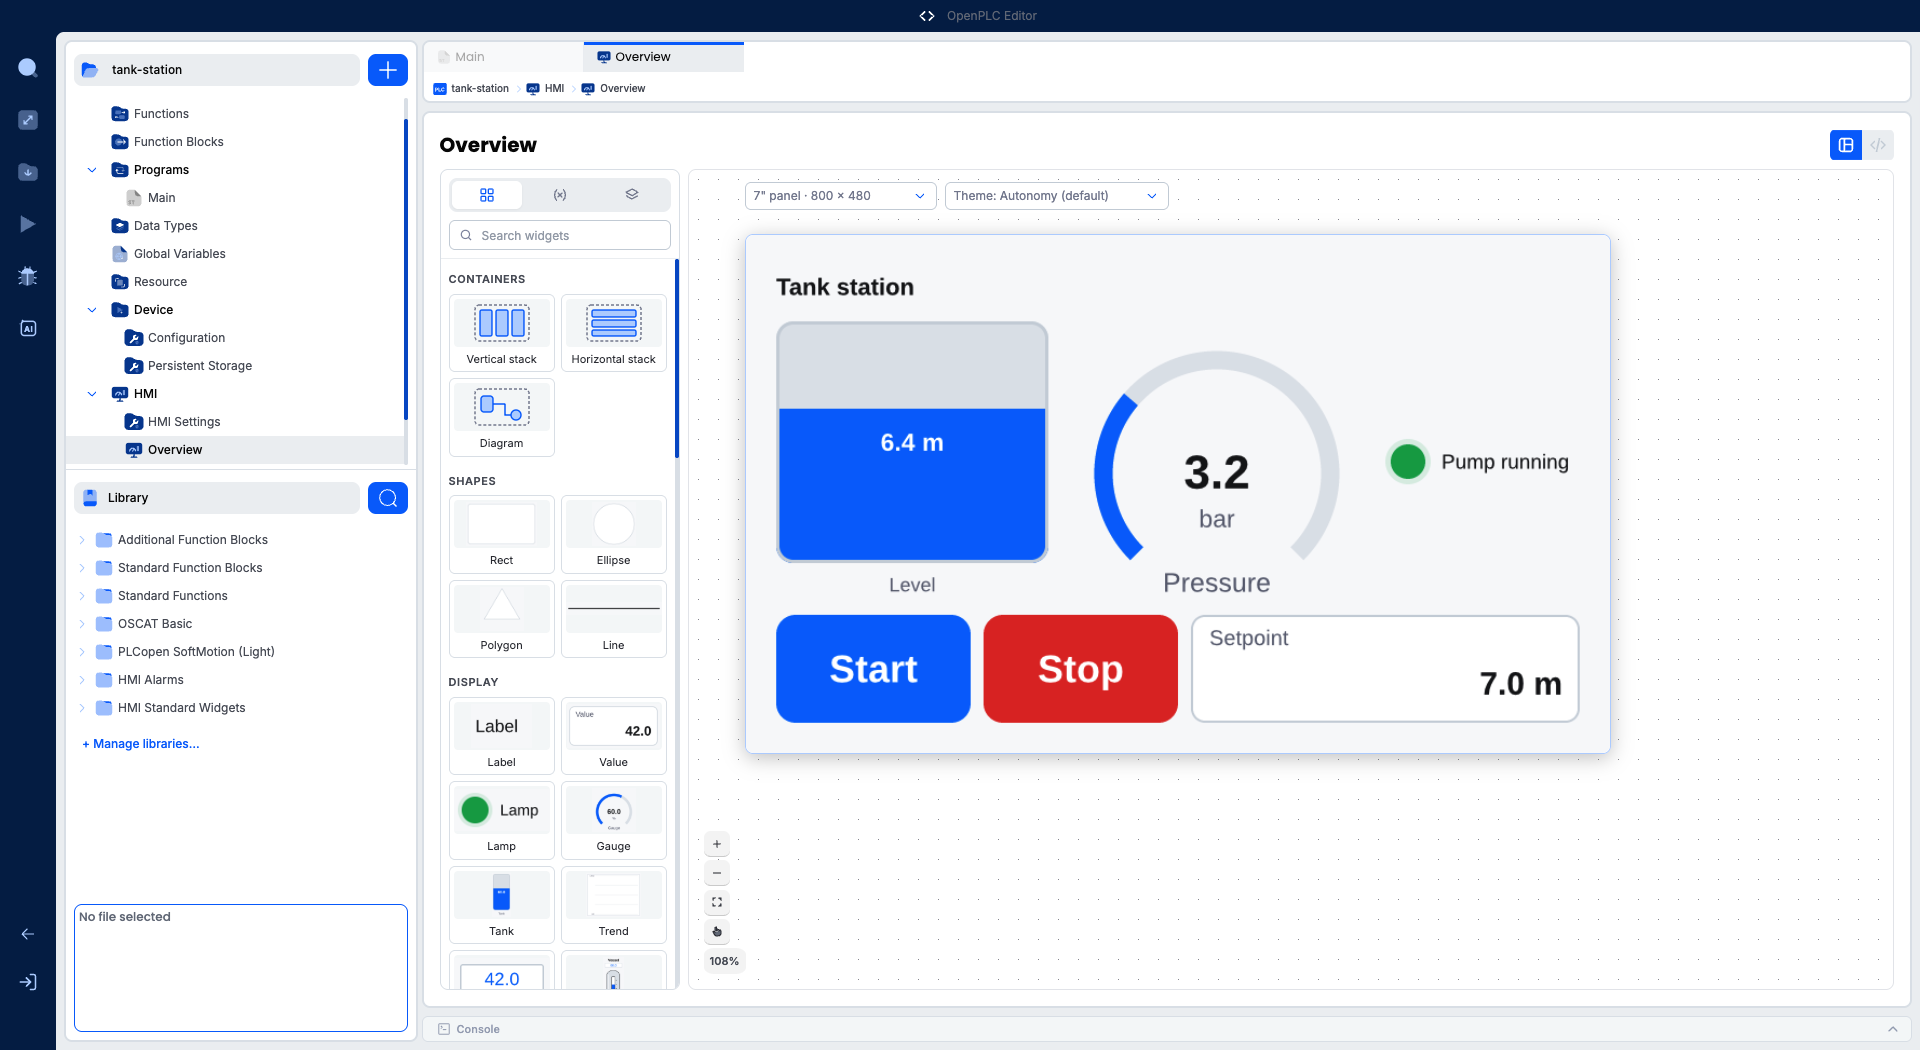 OpenPLC Editor
tank-station
Functions
Function Blocks
Programs
Main
Data Types
Global Variables
Resource
Device
Configuration
Persistent Storage
HMI
HMI Settings
Overview
Library
Additional Function Blocks
Standard Function Blocks
Standard Functions
OSCAT Basic
PLCopen SoftMotion (Light)
HMI Alarms
HMI Standard Widgets
+ Manage libraries...
No file selected
Main
Overview
PLC tank-station HMI Overview
Overview
Search widgets
CONTAINERS
Vertical stack Horizontal stack
Diagram
SHAPES
Rect Ellipse
Polygon Line
DISPLAY
Label
Value
42.0
Label Value
Lamp
60.0
Lamp Gauge
Tank Trend
42.0
7" panel · 800 × 480
Theme: Autonomy (default)
Tank station
6.4 m
Level
3.2
bar
Pressure
Pump running
Start
Stop
Setpoint
7.0 m
108%
Console
AI